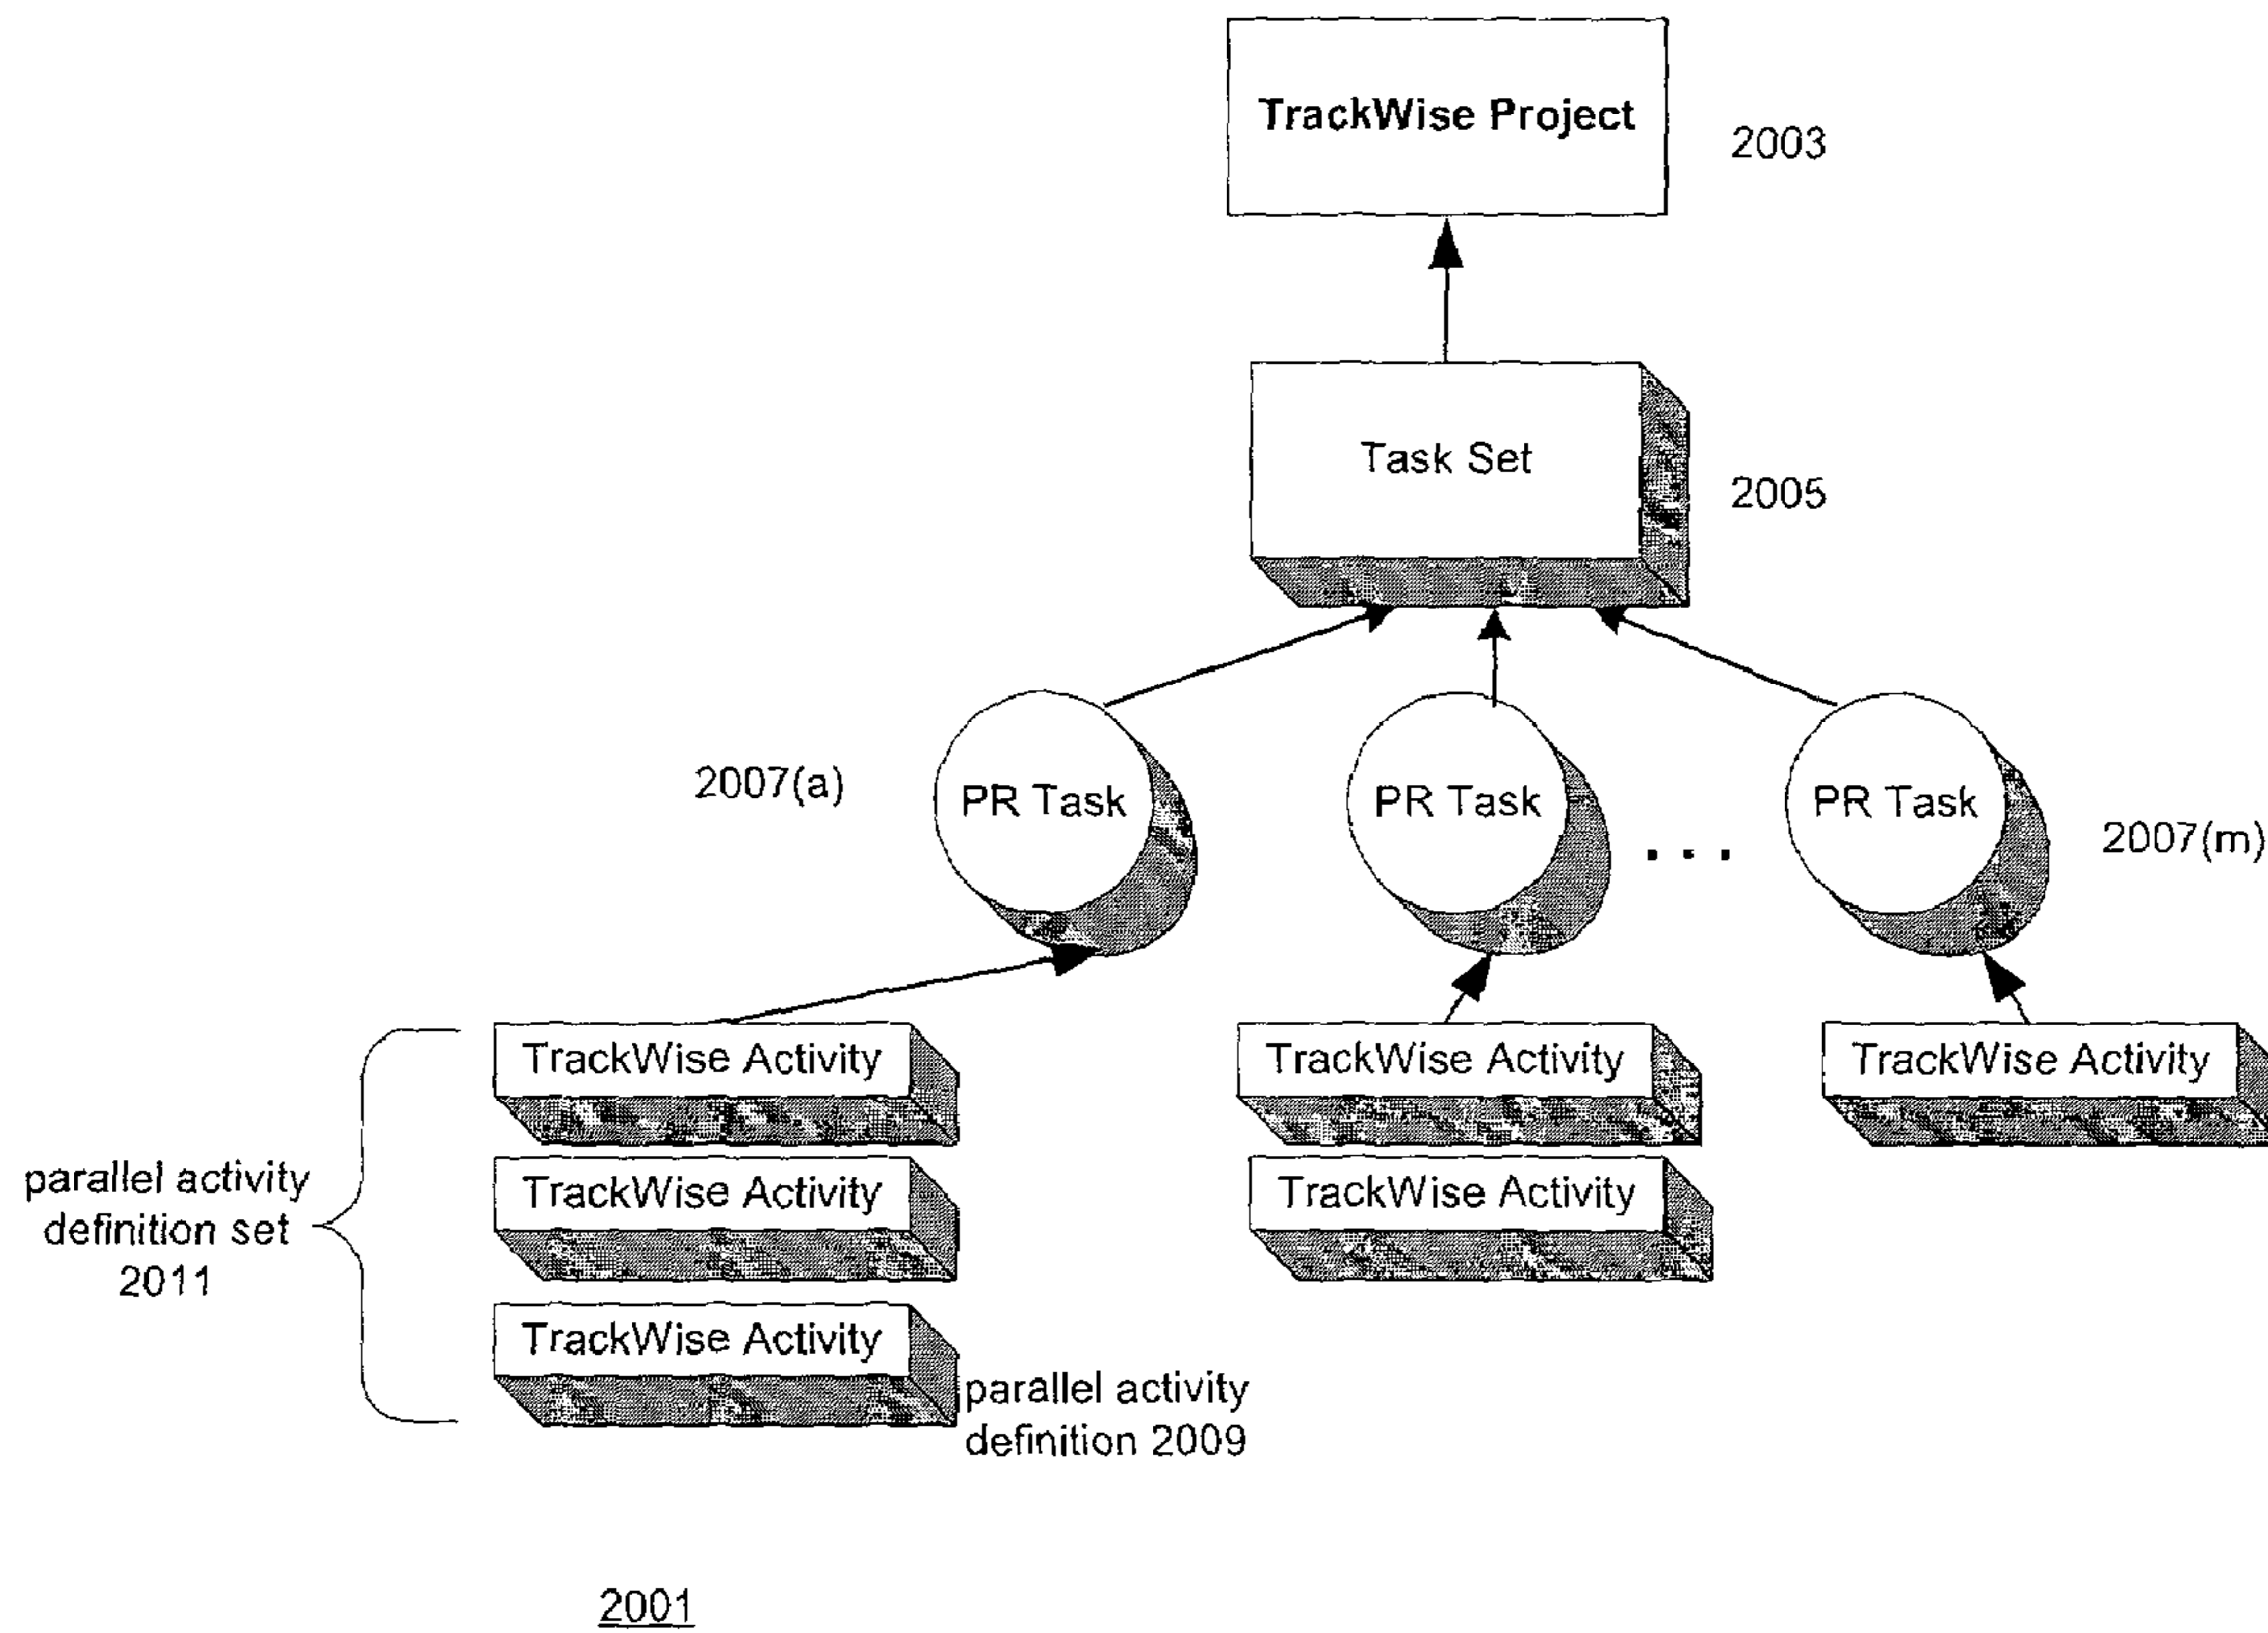 TrackWise Project
2003
Task Set
2005
2007(a)
PR Task
PR Task
. . .
PR Task
2007(m)
TrackWise Activity
TrackWise Activity
TrackWise Activity
parallel activity
definition set
2011
TrackWise Activity
TrackWise Activity
TrackWise Activity
parallel activity
definition 2009
2001